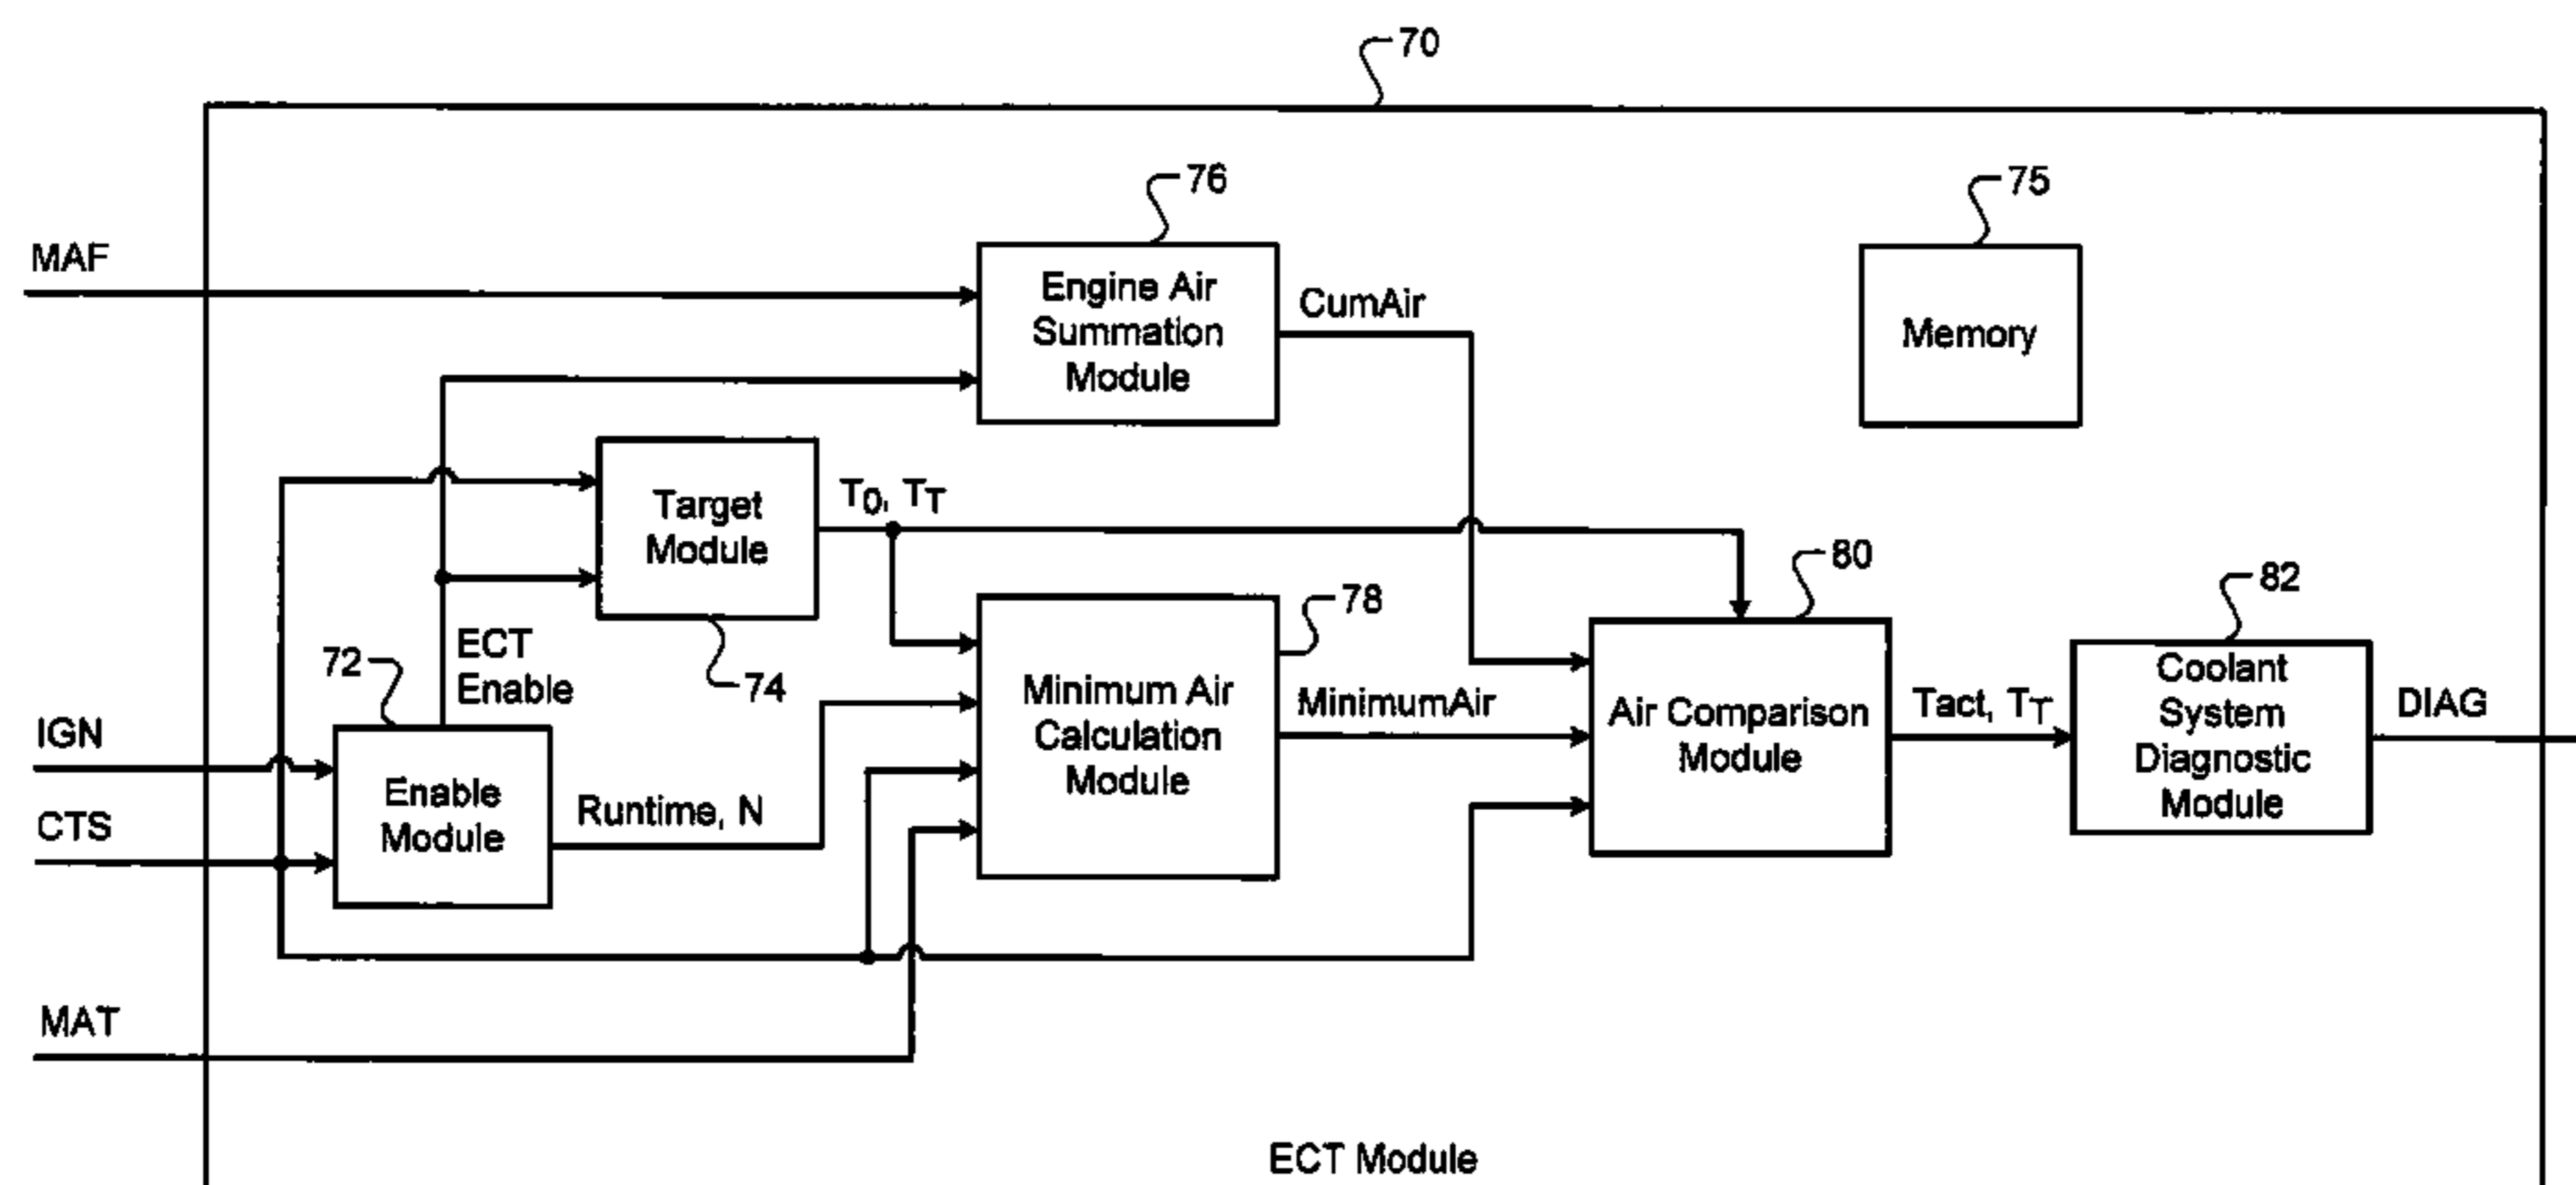 70
76
75
MAF
Engine Air
Summation
Module
CumAir
Memory
Target
Module
T0, TT
80
78
82
ECT
Enable
72
74
Coolant
System
Diagnostic
Module
Minimum Air
Calculation
Module
MinimumAir
Air Comparison
Module
Tact, TT
DIAG
IGN
CTS
Enable
Module
Runtime, N
MAT
ECT Module